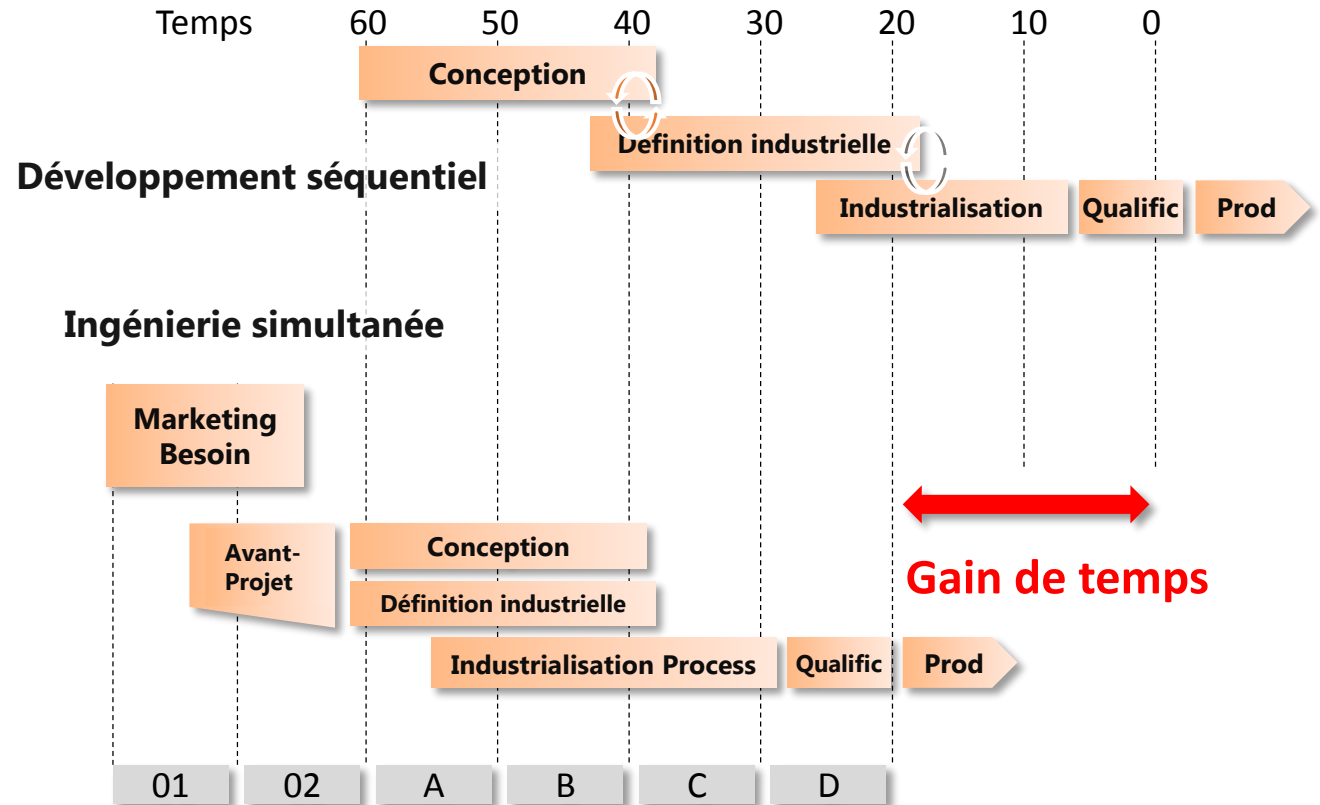 Temps 60 50 40 30 20 10 0
Conception
Définition industrielle
Développement séquentiel
Industrialisation Qualific Prod
Ingénierie simultanée
Marketing
Besoin
Avant-
Projet
Conception
Définition industrielle
Gain de temps
Industrialisation Process Qualific Prod
01 02 A B C D